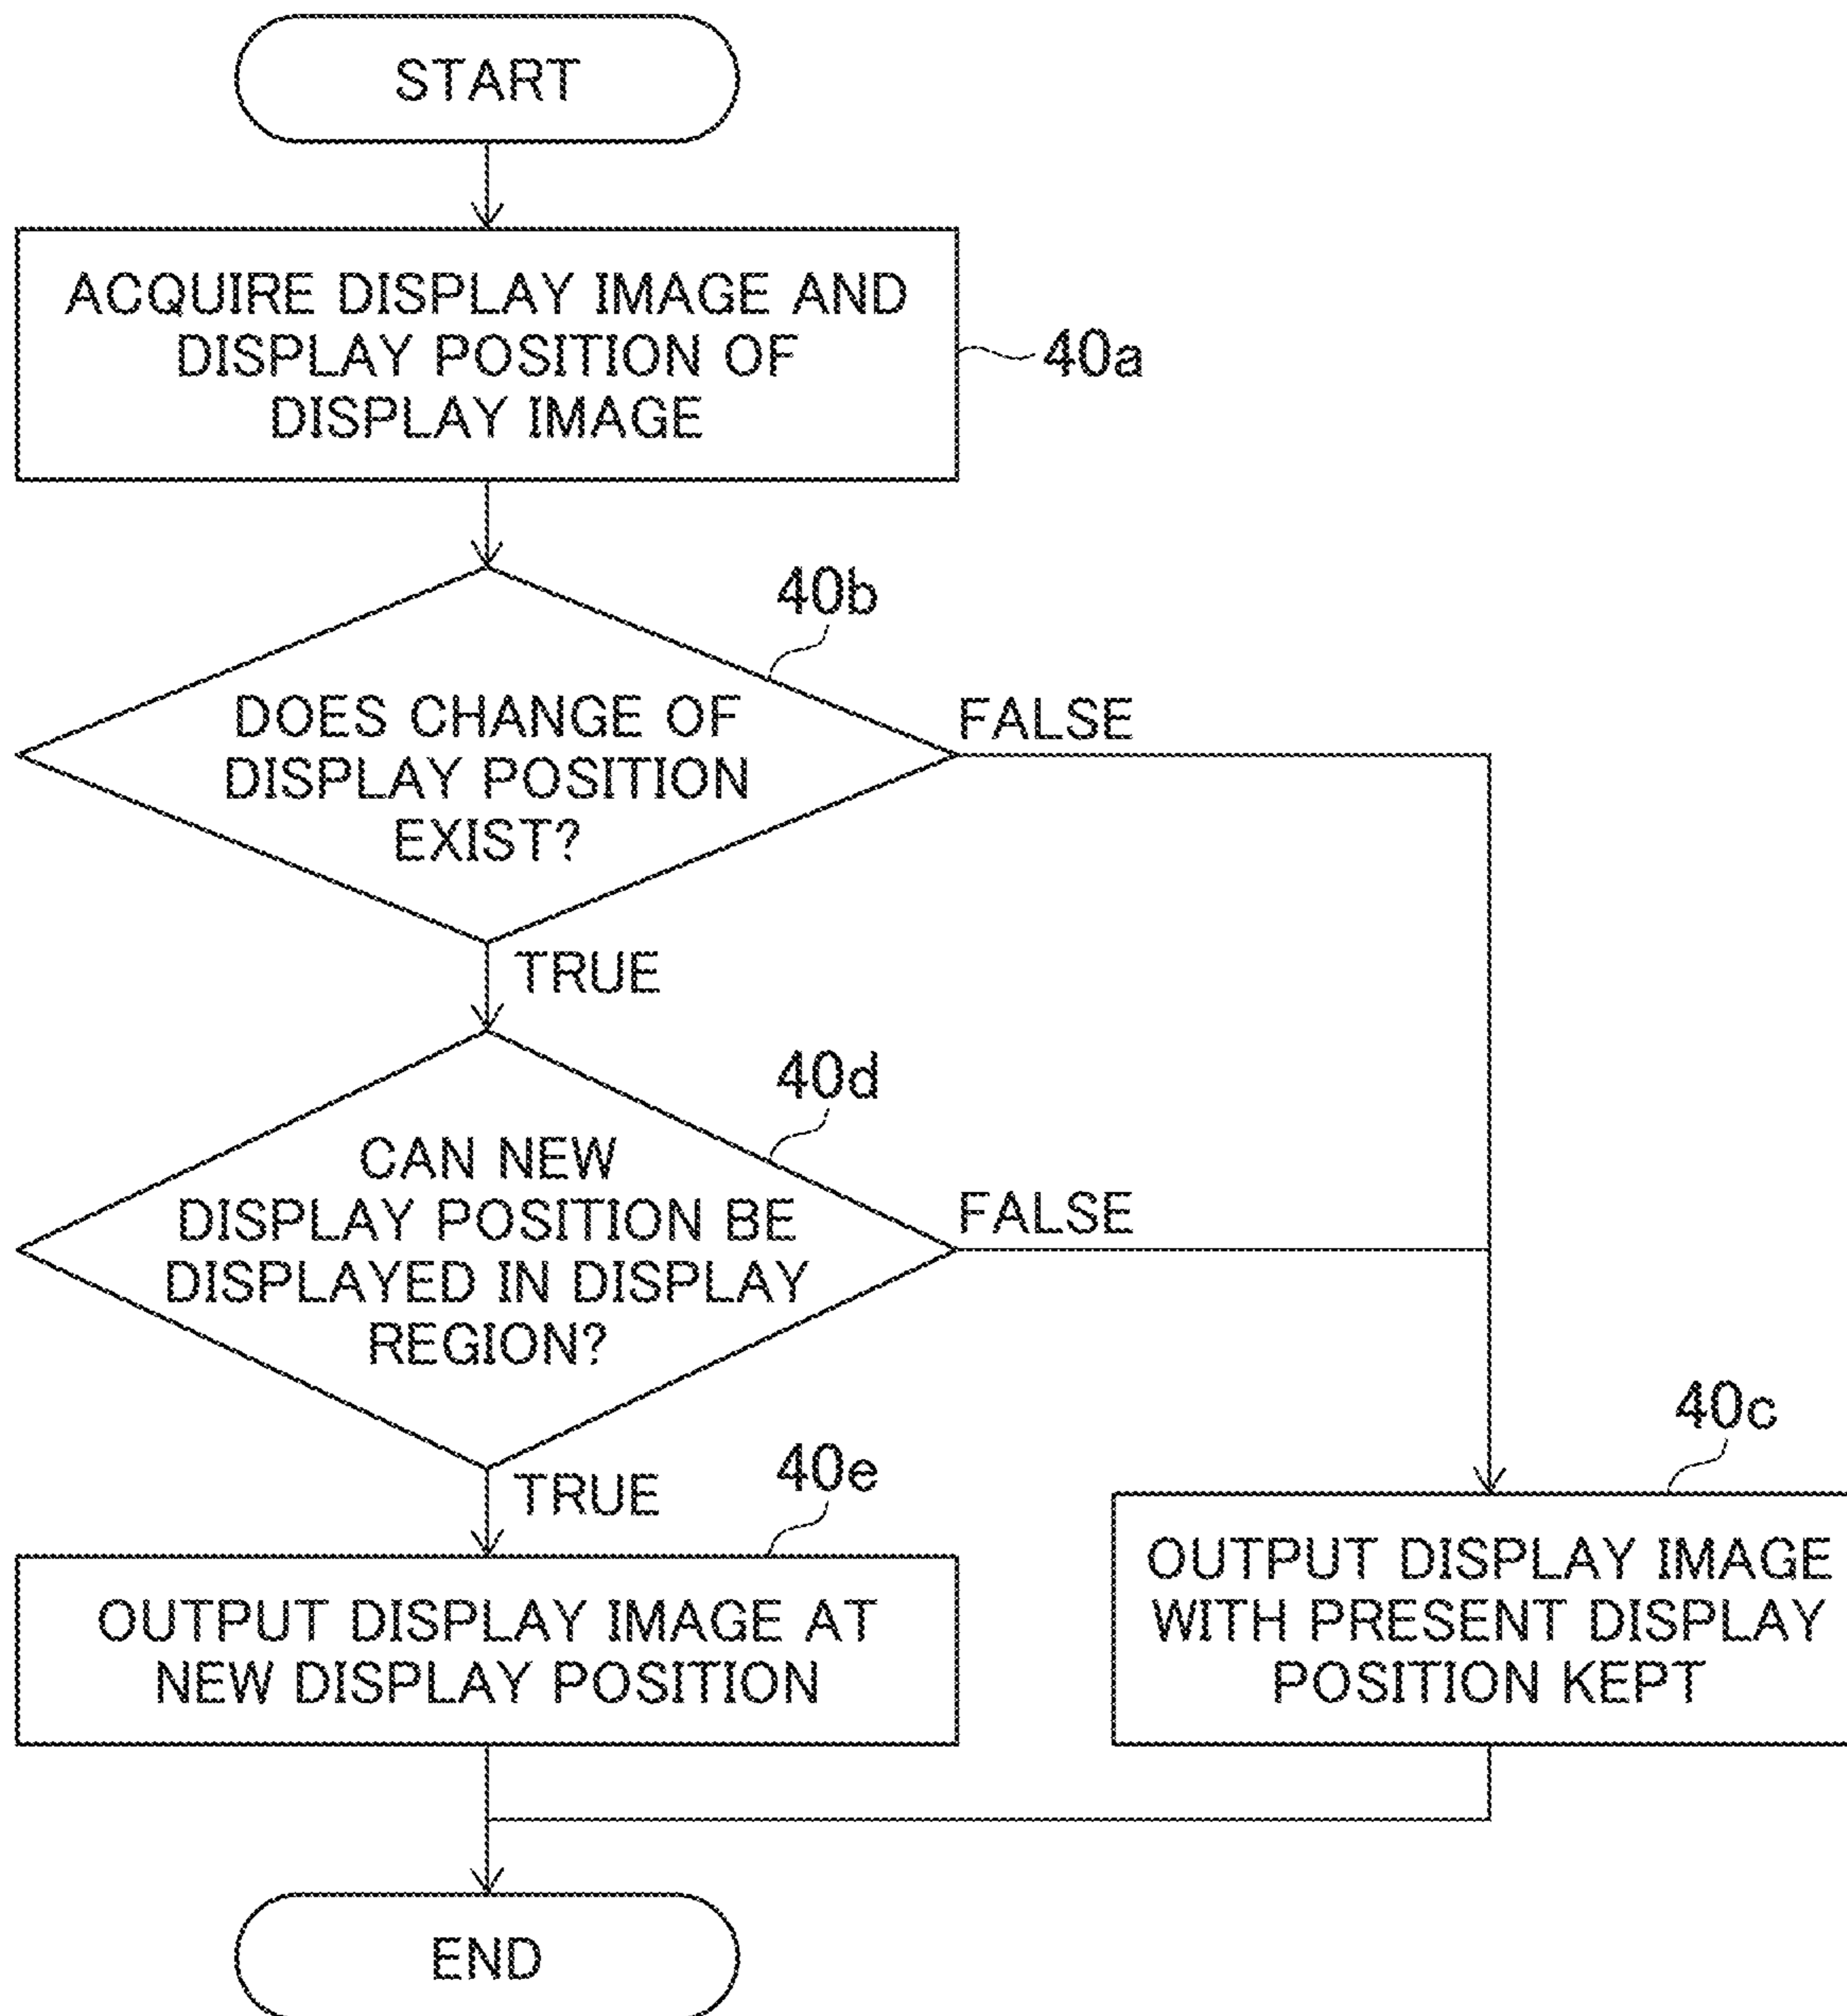 START
ACQUIRE DISPLAY IMAGE AND
DISPLAY POSITION OF
DISPLAY IMAGE
40a
40b
DOES CHANGE OF
DISPLAY POSITION
EXIST?
FALSE
TRUE
40d
CAN NEW
DISPLAY POSITION BE
DISPLAYED IN DISPLAY
REGION?
FALSE
TRUE
40e
OUTPUT DISPLAY IMAGE AT
NEW DISPLAY POSITION
40c
OUTPUT DISPLAY IMAGE
WITH PRESENT DISPLAY
POSITION KEPT
END